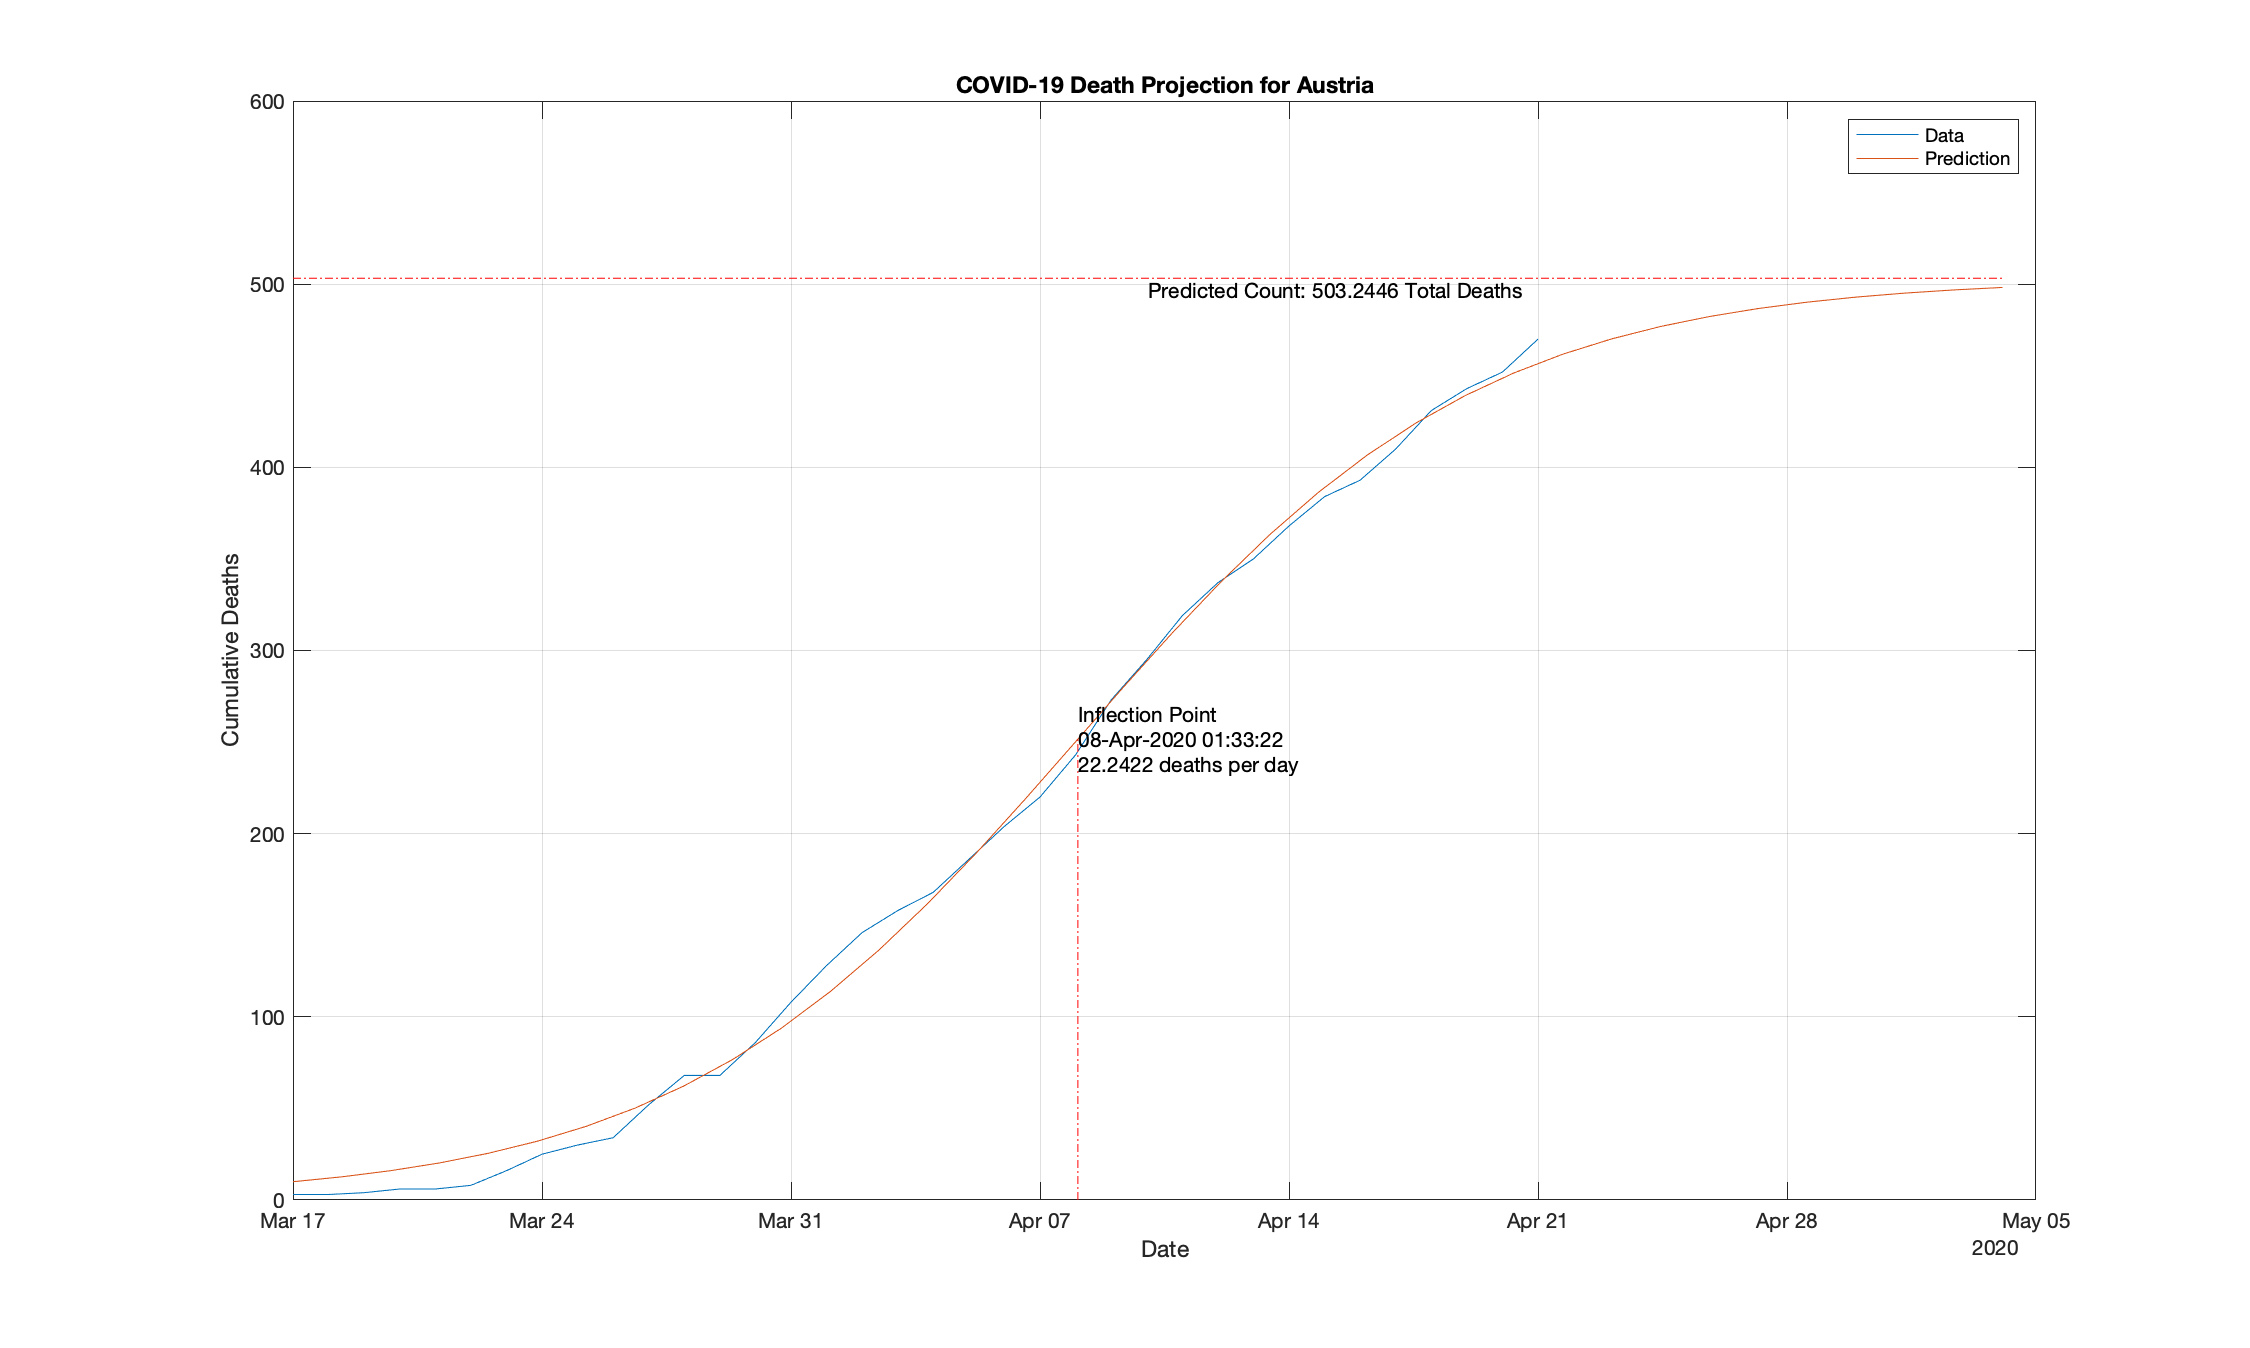 COVID-19 Death Projection for Austria
600
500
400
300
200
100
0
Cumulative Deaths
Data
Prediction
Predicted Count: 503.2446 Total Deaths
Inflection Point
08-Apr-2020 01:33:22
22.2422 deaths per day
Mar 17 Mar 24 Mar 31 Apr 07 Apr 14 Apr 21 Apr 28 May 05
2020
Date